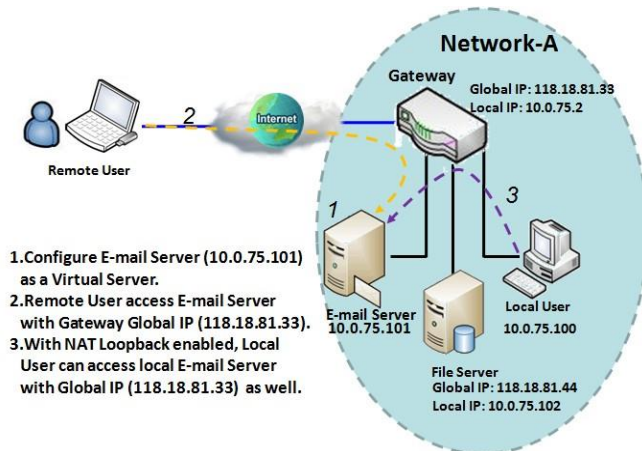 Network-A
Gateway
Global IP: 118.18.81.33
Local IP: 10.0.75.2
2
Internet
Remote User
1
3
E-mail Server
10.0.75.101
Local User
10.0.75.100
File Server
Global IP: 118.18.81.44
Local IP: 10.0.75.102
1.Configure E-mail Server (10.0.75.101)
as a Virtual Server.
2.Remote User access E-mail Server
with Gateway Global IP (118.18.81.33).
3.With NAT Loopback enabled, Local
User can access local E-mail Server
with Global IP (118.18.81.33) as well.